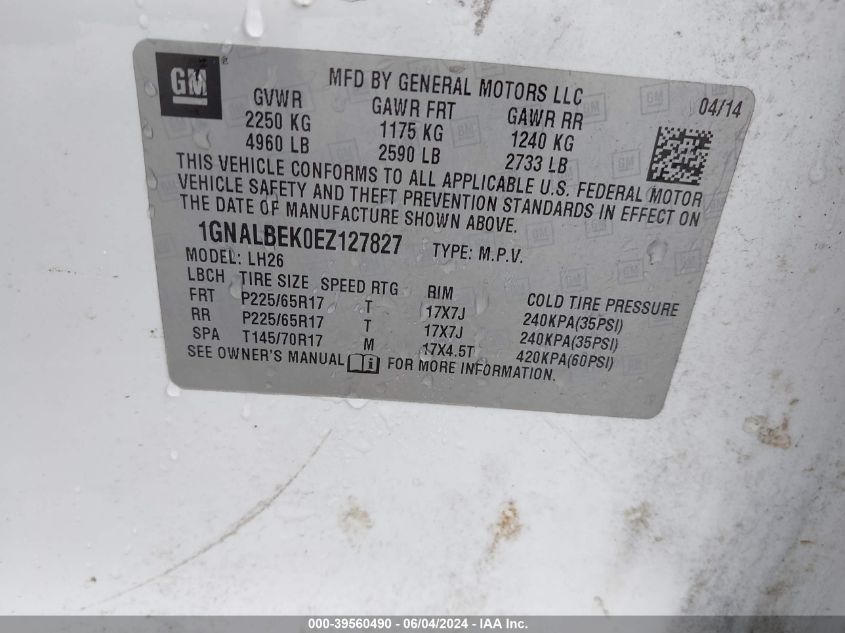 GM
MFD BY GENERAL MOTORS LLC
04/14
GVWR GAWR FRT GAWR RR
2250 KG 1175 KG 1240 KG
4960 LB 2590 LB 2733 LB
THIS VEHICLE CONFORMS TO ALL APPLICABLE U.S. FEDERAL MOTOR
VEHICLE SAFETY AND THEFT PREVENTION STANDARDS IN EFFECT ON
THE DATE OF MANUFACTURE SHOWN ABOVE.
1GNALBEK0EZ127827 TYPE: M.P.V.
MODEL: LH26
LBCH TIRE SIZE SPEED RTG RIM COLD TIRE PRESSURE
FRT P225/65R17 T 17X7J 240KPA(35PSI)
RR P225/65R17 T 17X7J 240KPA(35PSI)
SPA T145/70R17 M 17X4.5T 420KPA(60PSI)
SEE OWNER'S MANUAL FOR MORE INFORMATION.
000-39560490 - 06/04/2024 - IAA Inc.